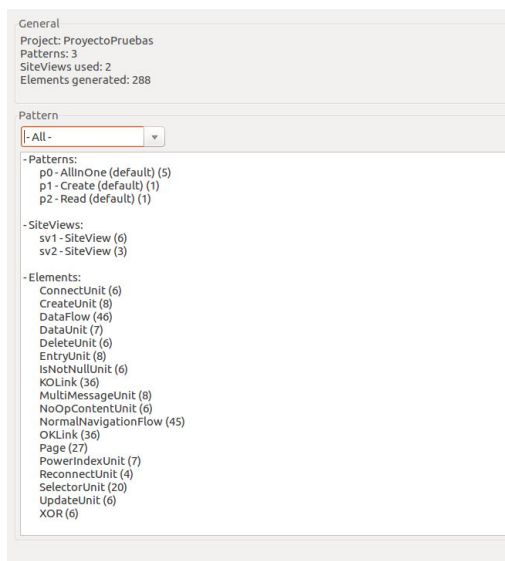 General
Project: ProyectoPruebas
Patterns: 3
SiteViews used: 2
Elements generated: 288
Pattern
- All -
- Patterns:
p0 - AllInOne (default) (5)
p1 - Create (default) (1)
p2 - Read (default) (1)
- SiteViews:
sv1 - SiteView (6)
sv2 - SiteView (3)
- Elements:
ConnectUnit (6)
CreateUnit (8)
DataFlow (46)
DataUnit (7)
DeleteUnit (6)
EntryUnit (8)
IsNotNullUnit (6)
KOLink (36)
MultiMessageUnit (8)
NoOpContentUnit (6)
NormalNavigationFlow (45)
OKLink (36)
Page (27)
PowerIndexUnit (7)
ReconnectUnit (4)
SelectorUnit (20)
UpdateUnit (6)
XOR (6)